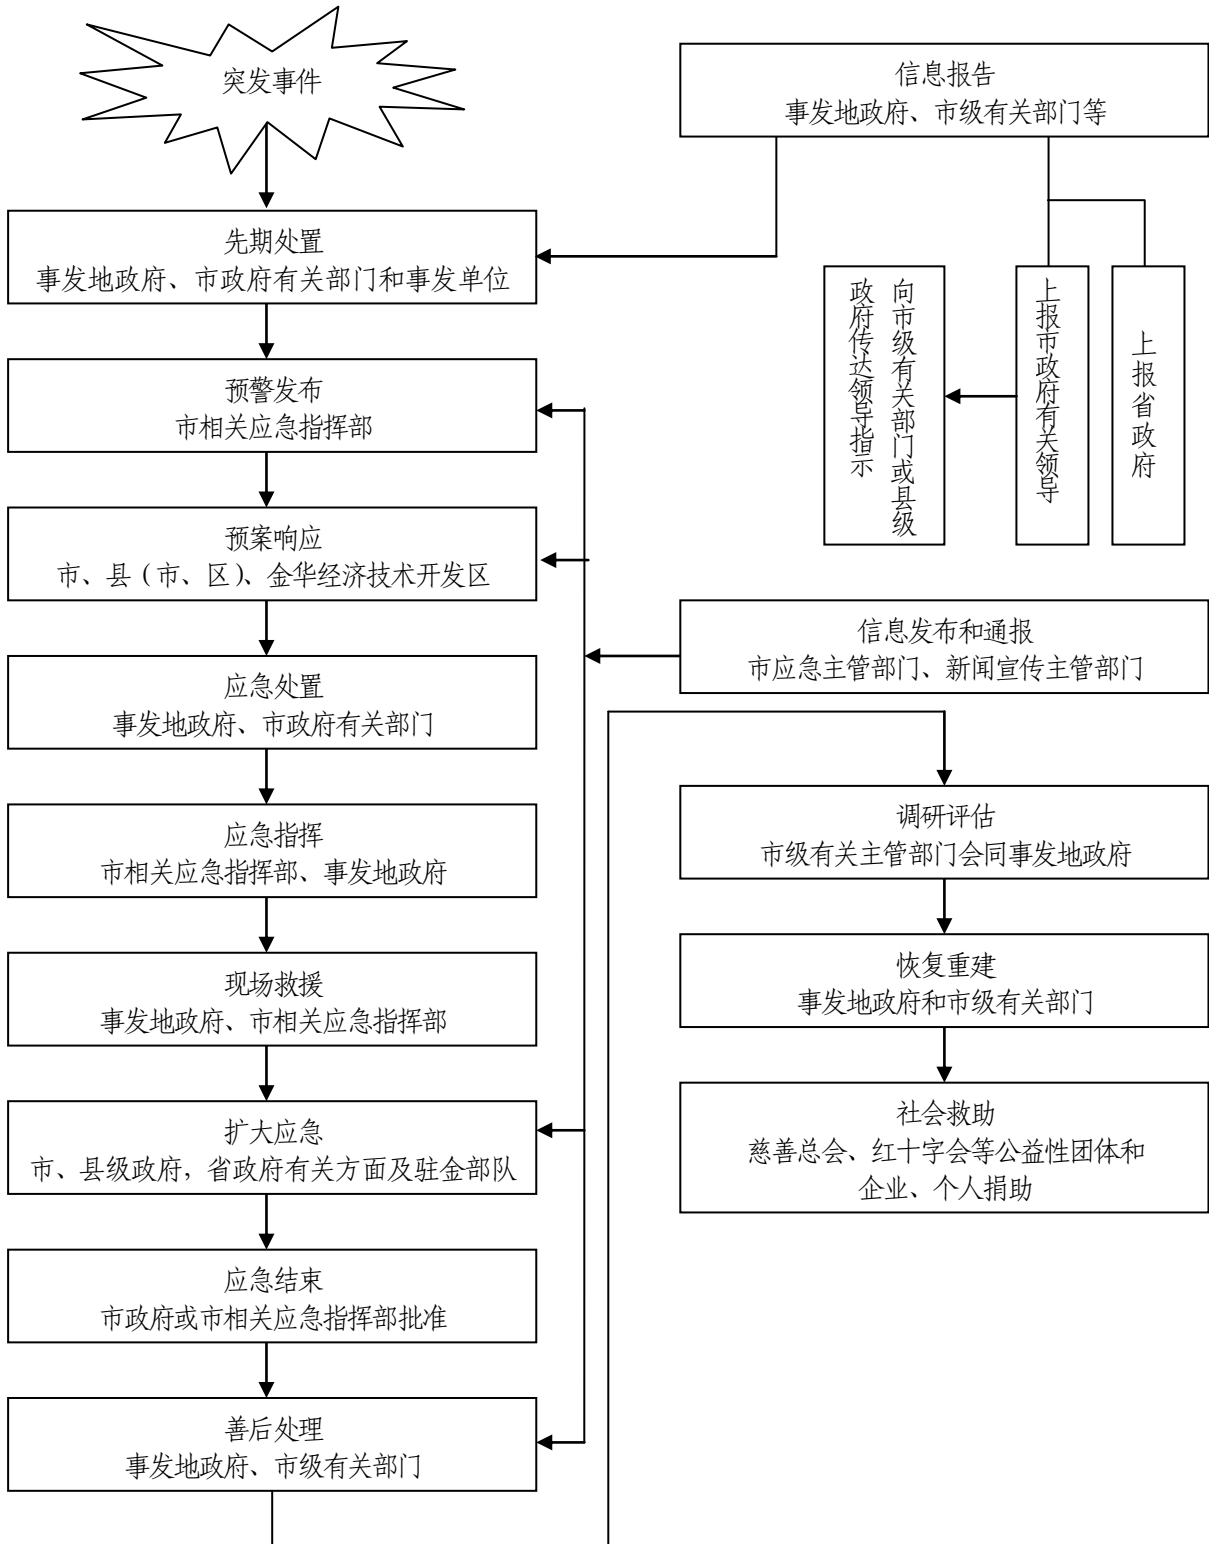 突发事件
信息报告
事发地政府、市级有关部门等
先期处置
事发地政府、市政府有关部门和事发单位
向市级有关部门或县级
政府传达领导指示
上报市政府有关领导
上报省政府
预警发布
市相关应急指挥部
预案响应
市、县（市、区）、金华经济技术开发区
信息发布和通报
市应急主管部门、新闻宣传主管部门
应急处置
事发地政府、市政府有关部门
应急指挥
市相关应急指挥部、事发地政府
现场救援
事发地政府、市相关应急指挥部
扩大应急
市、县级政府，省政府有关方面及驻金部队
应急结束
市政府或市相关应急指挥部批准
善后处理
事发地政府、市级有关部门
调研评估
市级有关主管部门会同事发地政府
恢复重建
事发地政府和市级有关部门
社会救助
慈善总会、红十字会等公益性团体和
企业、个人捐助